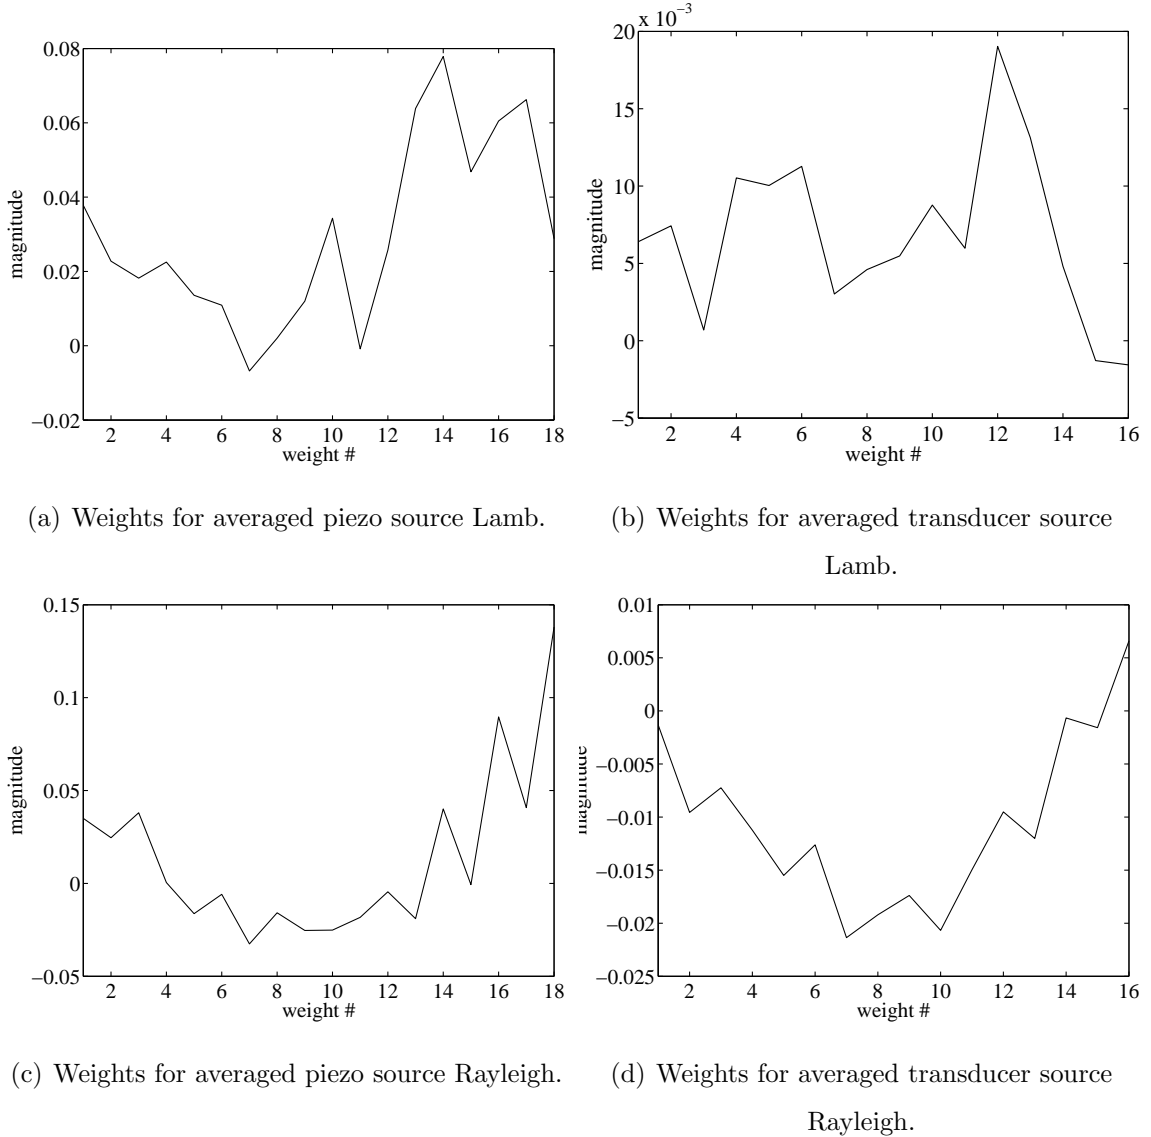 x 10−3
0.08
0.06
0.04
0.02
0
−0.02
magnitude
2 4 6 8 10 12 14 16 18
weight #
20
15
10
5
0
−5
magnitude
2 4 6 8 10 12 14 16
weight #
(a) Weights for averaged piezo source Lamb.
(b) Weights for averaged transducer source
Lamb.
0.15
0.1
0.05
0
−0.05
magnitude
2 4 6 8 10 12 14 16 18
weight #
0.01
0.005
0
−0.005
−0.01
−0.015
−0.02
−0.025
magnitude
2 4 6 8 10 12 14 16
weight #
(c) Weights for averaged piezo source Rayleigh.
(d) Weights for averaged transducer source
Rayleigh.